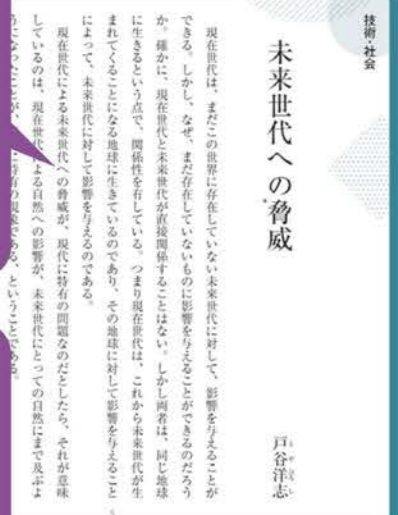 技術・社会
未来世代への脅威
戸谷洋志
とやひろし
現在世代は、まだこの世界に存在していない未来世代に対して、影響を与えることが
できる。しかし、なぜ、まだ存在していないものに影響を与えることができるのだろう
か。確かに、現在世代と未来世代が直接関係することはない。しかし両者は、同じ地球
に生きるという点で、関係性を有している。つまり現在世代は、これから未来世代が生
まれてくることになる地球に生きているのであり、その地球に対して影響を与えること
によって、未来世代に対して影響を与えるのである。
現在世代による未来世代への脅威が、現代に特有の問題なのだとしたら、それが意味
しているのは、現在世代による自然への影響が、未来世代にとっての自然にまで及ぶよ
うになったことが、に特有の現象である、ということである。